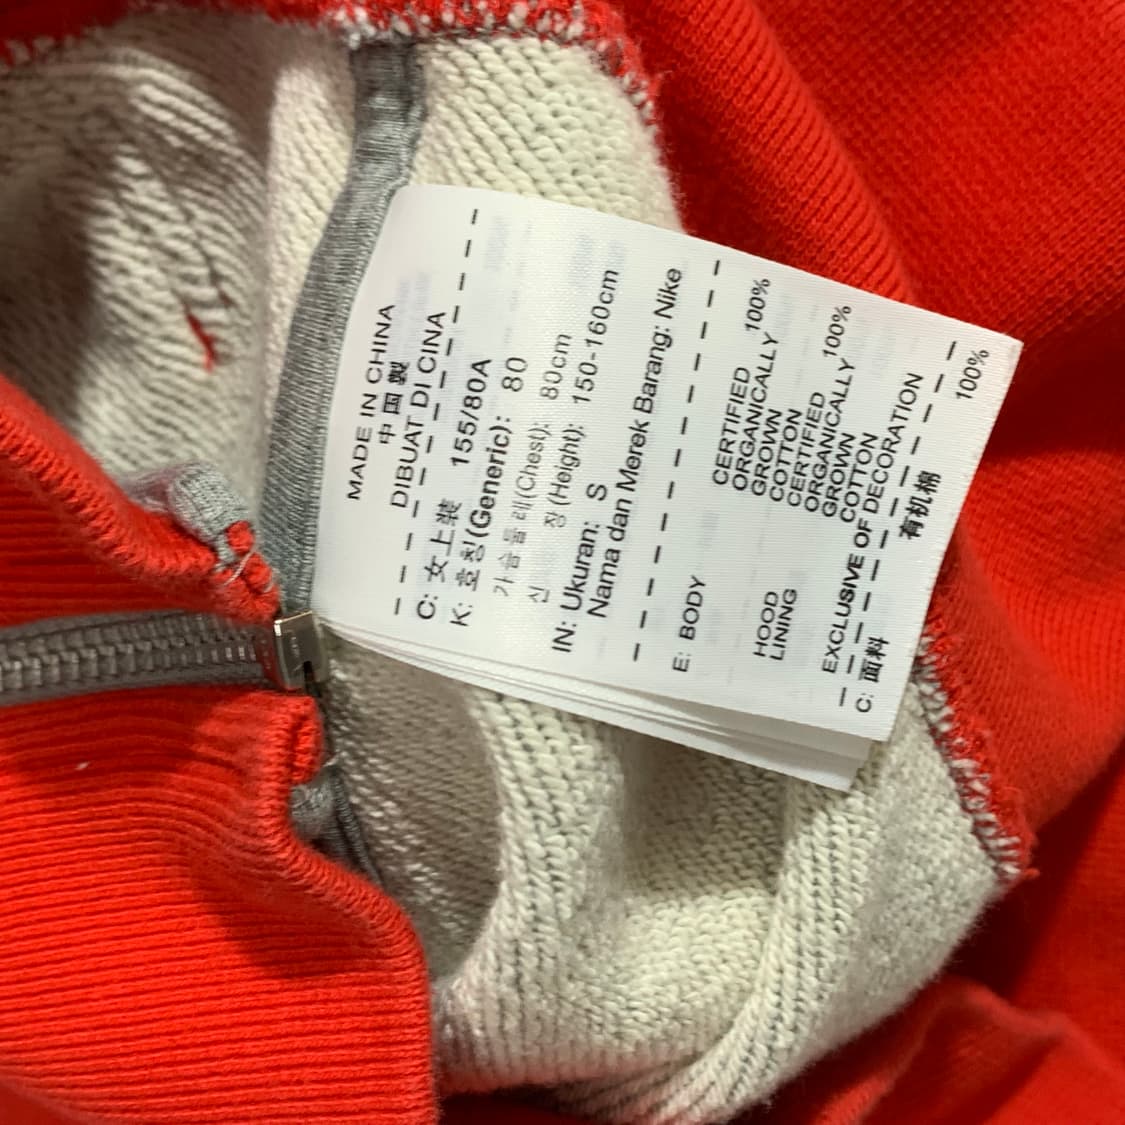 MADE IN CHINA
中国製
DIBUAT DI CINA
C: 女上裝 155/80A
K: 호칭(Generic): 80
가슴둘레(Chest): 80cm
신 장(Height): 150-160cm
IN: Ukuran: S
Nama dan Merek Barang: Nike
E: BODY CERTIFIED 100%
ORGANICALLY
GROWN
COTTON
HOOD CERTIFIED 100%
LINING ORGANICALLY
GROWN
COTTON
EXCLUSIVE OF DECORATION
C: 面料 有机棉 100%